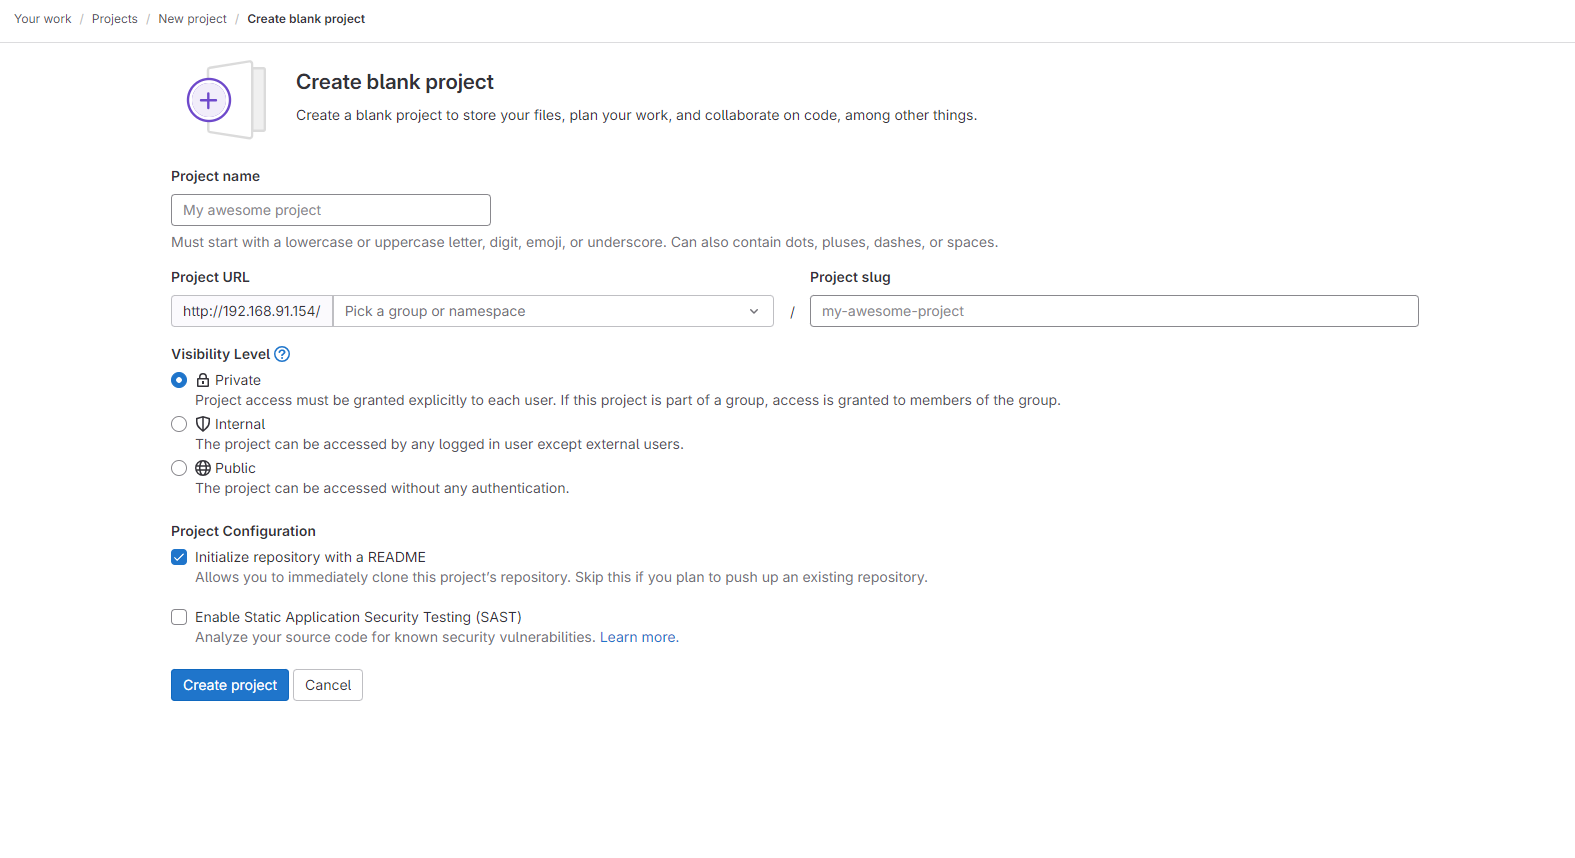 Your work / Projects / New project / Create blank project
Create blank project
Create a blank project to store your files, plan your work, and collaborate on code, among other things.
Project name
My awesome project
Must start with a lowercase or uppercase letter, digit, emoji, or underscore. Can also contain dots, pluses, dashes, or spaces.
Project URL
Project slug
http://192.168.91.154/ Pick a group or namespace / my-awesome-project
Visibility Level
Private
Project access must be granted explicitly to each user. If this project is part of a group, access is granted to members of the group.
Internal
The project can be accessed by any logged in user except external users.
Public
The project can be accessed without any authentication.
Project Configuration
Initialize repository with a README
Allows you to immediately clone this project’s repository. Skip this if you plan to push up an existing repository.
Enable Static Application Security Testing (SAST)
Analyze your source code for known security vulnerabilities. Learn more.
Create project Cancel